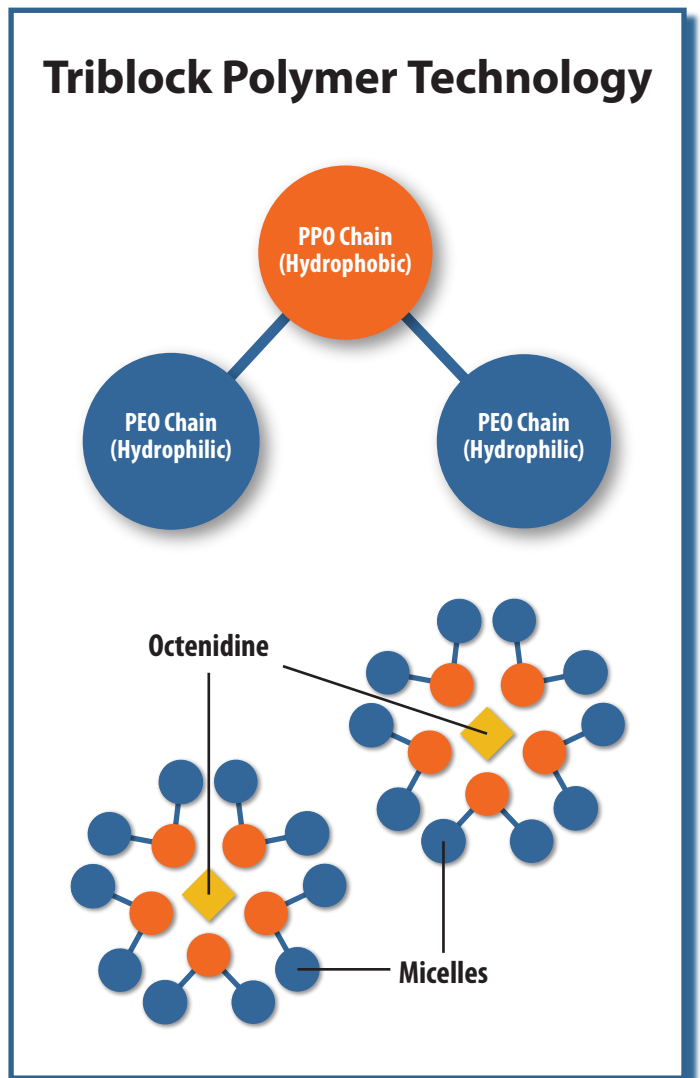 Triblock Polymer Technology
PPO Chain
(Hydrophobic)
PEO Chain
(Hydrophilic)
PEO Chain
(Hydrophilic)
Octenidine
Micelles